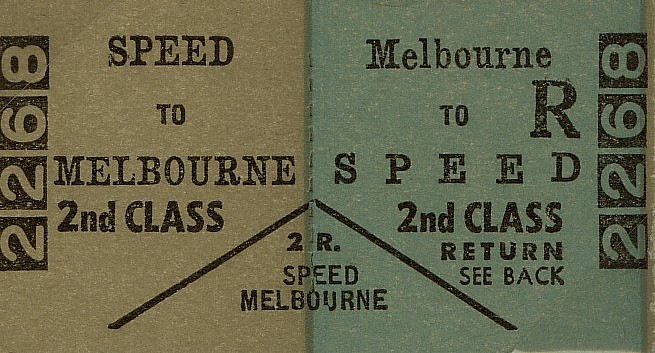 2268
SPEED
TO
MELBOURNE
2nd CLASS
Melbourne
TO R
SPEED
2nd CLASS
RETURN
SEE BACK
2268
2 R.
SPEED
MELBOURNE